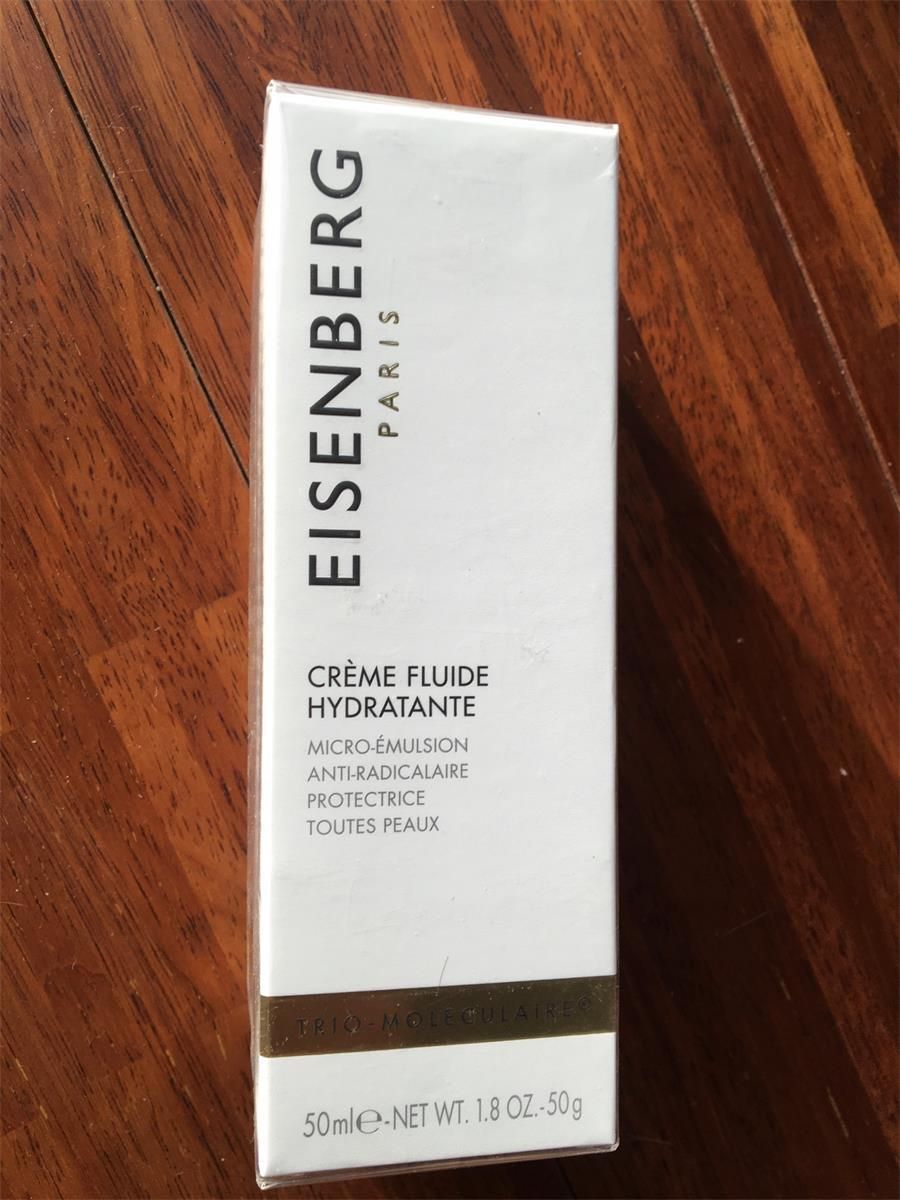 EISENBERG
PARIS
CRÈME FLUIDE
HYDRATANTE
MICRO-ÉMULSION
ANTI-RADICALAIRE
PROTECTRICE
TOUTES PEAUX
TRIO-MOLÉCULAIRE®
50ml℮-NET WT. 1.8 OZ.-50g